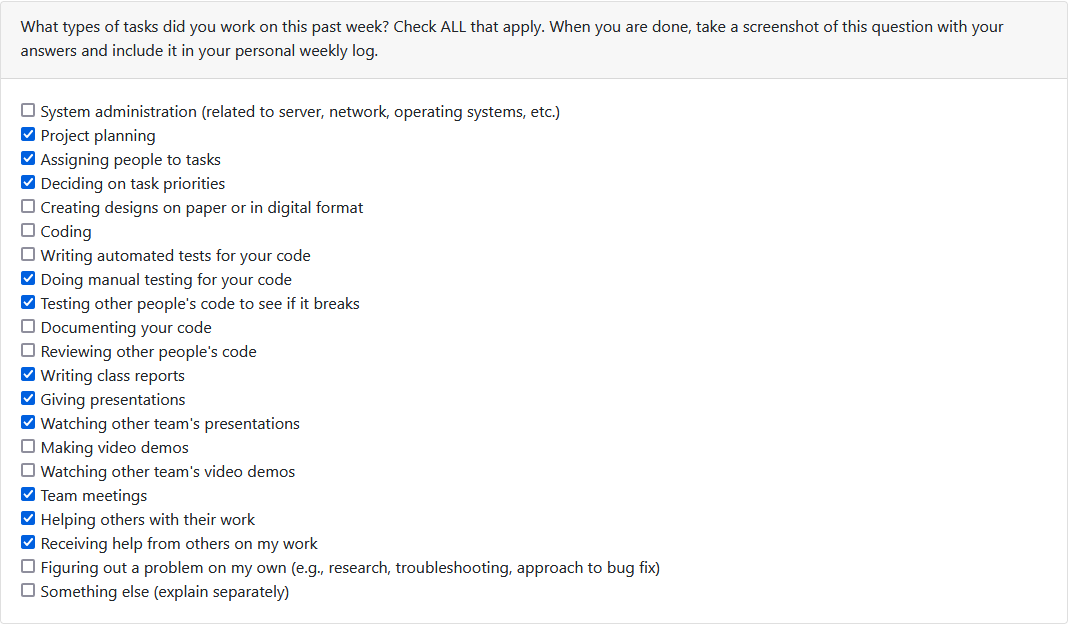 What types of tasks did you work on this past week? Check ALL that apply. When you are done, take a screenshot of this question with your
answers and include it in your personal weekly log.
System administration (related to server, network, operating systems, etc.)
Project planning
Assigning people to tasks
Deciding on task priorities
Creating designs on paper or in digital format
Coding
Writing automated tests for your code
Doing manual testing for your code
Testing other people's code to see if it breaks
Documenting your code
Reviewing other people's code
Writing class reports
Giving presentations
Watching other team's presentations
Making video demos
Watching other team's video demos
Team meetings
Helping others with their work
Receiving help from others on my work
Figuring out a problem on my own (e.g., research, troubleshooting, approach to bug fix)
Something else (explain separately)